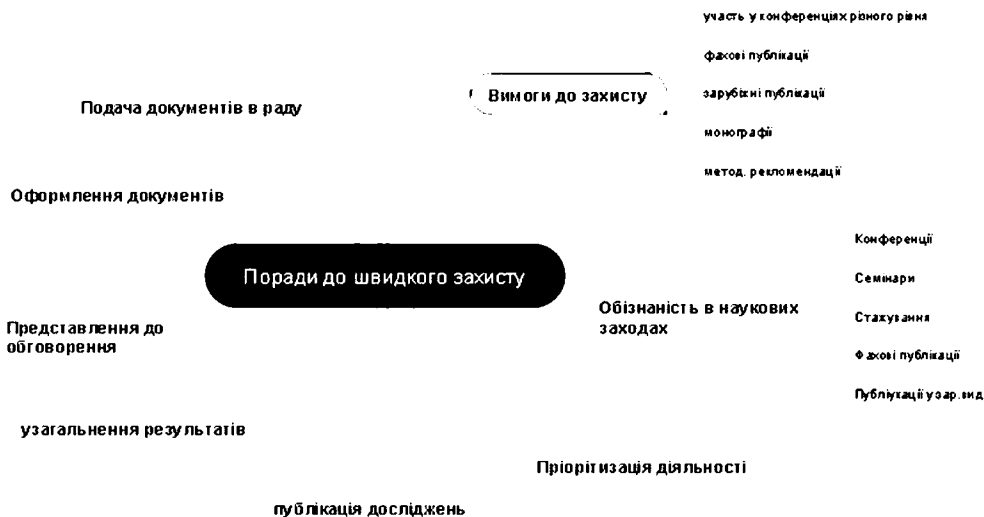 участь у конференціях різного рівня
фахові публікації
Вимоги до захисту
зарубіжні публікації
Подача документів в раду
монографії
метод. рекломендації
Оформлення документів
Конференції
Поради до швидкого захисту
Семінари
Обізнаність в наукових
заходах
Стажування
Представлення до
обговорення
Фахові публікації
Публіукації у зар.вид
узагальнення результатів
Пріорітизація діяльності
публікація досліджень